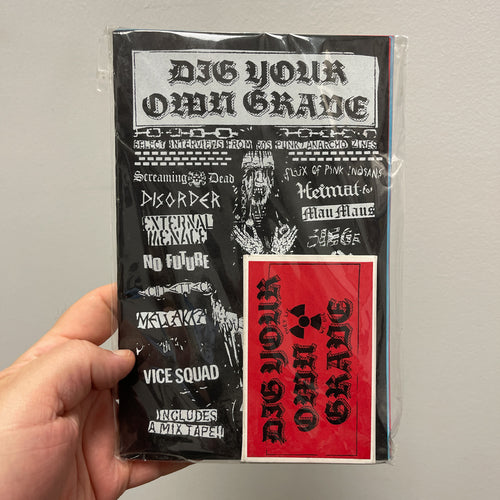 DIG YOUR
OWN GRAVE
SELECT INTERVIEWS FROM 80s PUNK/ANARCHO ZINES
Screaming Dead
DISORDER
EXTERNAL
MENACE
NO FUTURE
VICE SQUAD
INCLUDES
A MIX TAPE!!
flux of pink indians
Heimat-los
Mau Maus
DIG YOUR
OWN
GRAVE